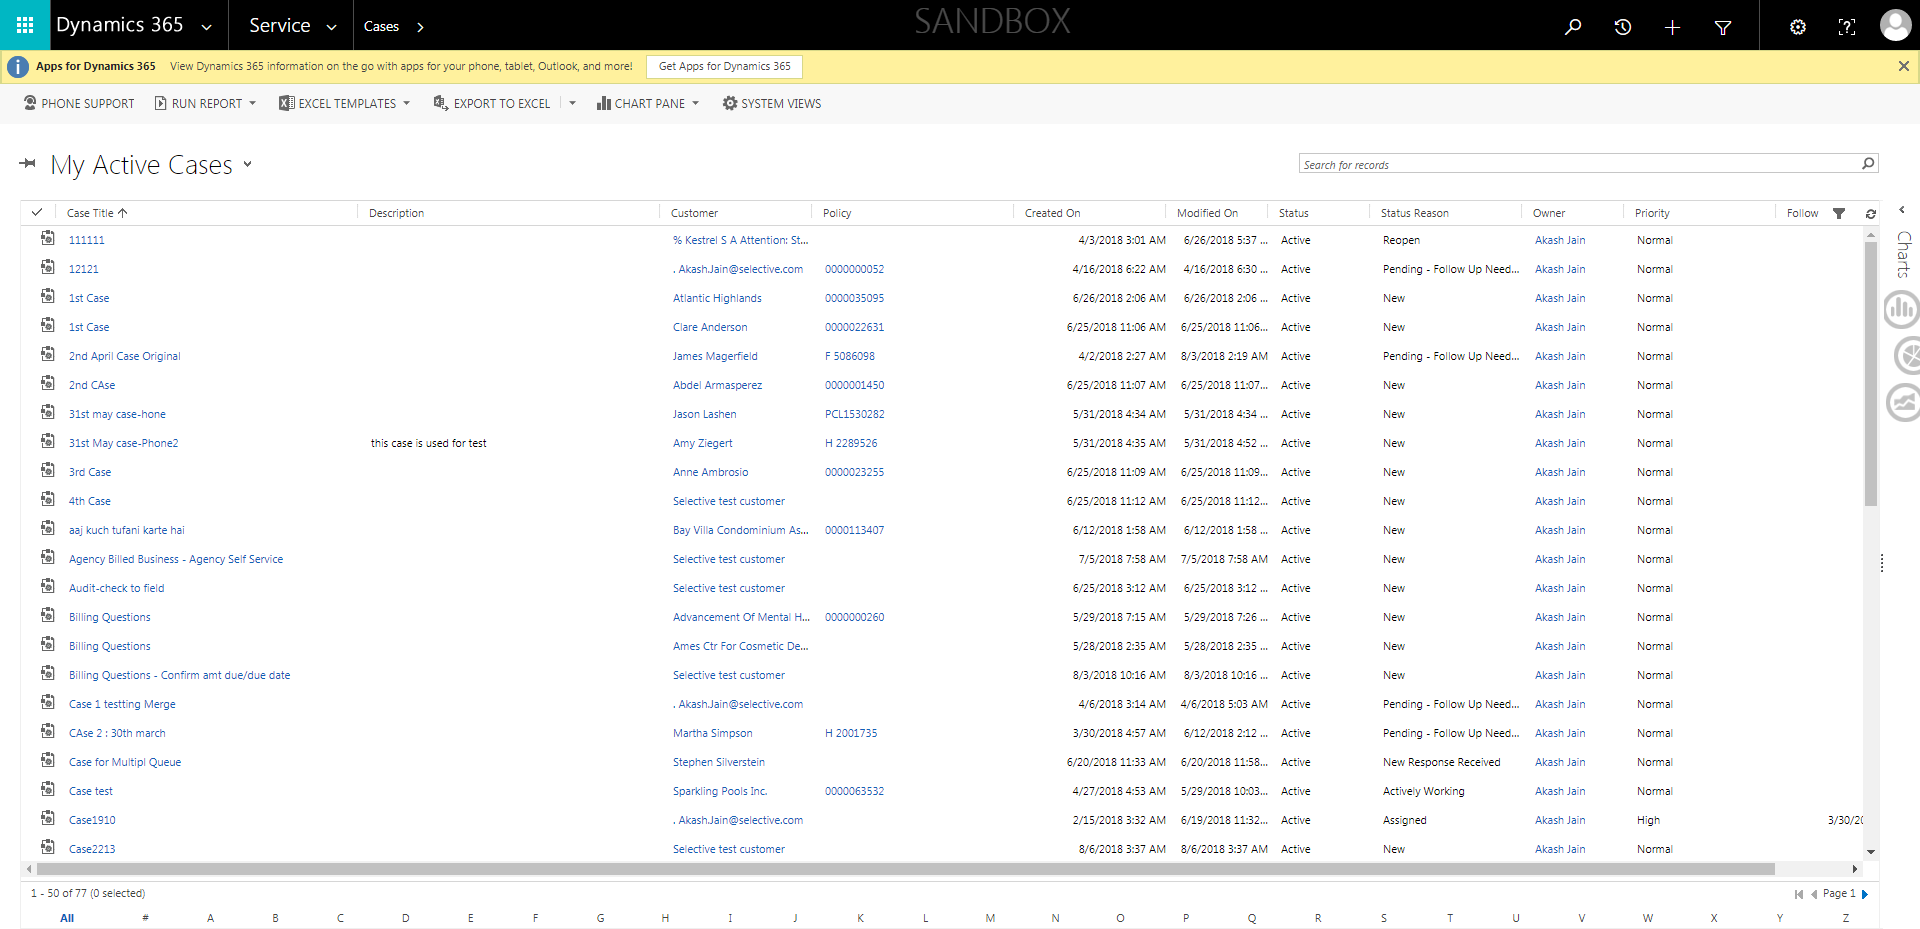 Dynamics 365 Service Cases SANDBOX
Apps for Dynamics 365 View Dynamics 365 information on the go with apps for your phone, tablet, Outlook, and more! Get Apps for Dynamics 365
PHONE SUPPORT RUN REPORT EXCEL TEMPLATES EXPORT TO EXCEL CHART PANE SYSTEM VIEWS
My Active Cases Search for records
Case Title Description Customer Policy Created On Modified On Status Status Reason Owner Priority Follow
111111 % Kestrel S A Attention: St... 4/3/2018 3:01 AM 6/26/2018 5:37 ... Active Reopen Akash Jain Normal
12121 . Akash.Jain@selective.com 0000000052 4/16/2018 6:22 AM 4/16/2018 6:30 ... Active Pending - Follow Up Need... Akash Jain Normal
1st Case Atlantic Highlands 0000035095 6/26/2018 2:06 AM 6/26/2018 2:06 ... Active New Akash Jain Normal
1st Case Clare Anderson 0000022631 6/25/2018 11:06 AM 6/25/2018 11:06... Active New Akash Jain Normal
2nd April Case Original James Magerfield F 5086098 4/2/2018 2:27 AM 8/3/2018 2:19 AM Active Pending - Follow Up Need... Akash Jain Normal
2nd CAse Abdel Armasperez 0000001450 6/25/2018 11:07 AM 6/25/2018 11:07... Active New Akash Jain Normal
31st may case-hone Jason Lashen PCL1530282 5/31/2018 4:34 AM 5/31/2018 4:34 ... Active New Akash Jain Normal
31st May case-Phone2 this case is used for test Amy Ziegert H 2289526 5/31/2018 4:35 AM 5/31/2018 4:52 ... Active New Akash Jain Normal
3rd Case Anne Ambrosio 0000023255 6/25/2018 11:09 AM 6/25/2018 11:09... Active New Akash Jain Normal
4th Case Selective test customer 6/25/2018 11:12 AM 6/25/2018 11:12... Active New Akash Jain Normal
aaj kuch tufani karte hai Bay Villa Condominium As... 0000113407 6/12/2018 1:58 AM 6/12/2018 1:58 ... Active New Akash Jain Normal
Agency Billed Business - Agency Self Service Selective test customer 7/5/2018 7:58 AM 7/5/2018 7:58 AM Active New Akash Jain Normal
Audit-check to field Selective test customer 6/25/2018 3:12 AM 6/25/2018 3:12 ... Active New Akash Jain Normal
Billing Questions Advancement Of Mental H... 0000000260 5/29/2018 7:15 AM 5/29/2018 7:26 ... Active New Akash Jain Normal
Billing Questions Ames Ctr For Cosmetic De... 5/28/2018 2:35 AM 5/28/2018 2:35 ... Active New Akash Jain Normal
Billing Questions - Confirm amt due/due date Selective test customer 8/3/2018 10:16 AM 8/3/2018 10:16 ... Active New Akash Jain Normal
Case 1 testting Merge . Akash.Jain@selective.com 4/6/2018 3:14 AM 4/6/2018 5:03 AM Active Pending - Follow Up Need... Akash Jain Normal
CAse 2 : 30th march Martha Simpson H 2001735 3/30/2018 4:57 AM 6/12/2018 2:12 ... Active Pending - Follow Up Need... Akash Jain Normal
Case for Multipl Queue Stephen Silverstein 6/20/2018 11:33 AM 6/20/2018 11:58... Active New Response Received Akash Jain Normal
Case test Sparkling Pools Inc. 0000063532 4/27/2018 4:53 AM 5/29/2018 10:03... Active Actively Working Akash Jain Normal
Case1910 . Akash.Jain@selective.com 2/15/2018 3:32 AM 6/19/2018 11:32... Active Assigned Akash Jain High 3/30/20
Case2213 Selective test customer 8/6/2018 3:37 AM 8/6/2018 3:37 AM Active New Akash Jain Normal
Charts
1 - 50 of 77 (0 selected) Page 1
All # A B C D E F G H I J K L M N O P Q R S T U V W X Y Z